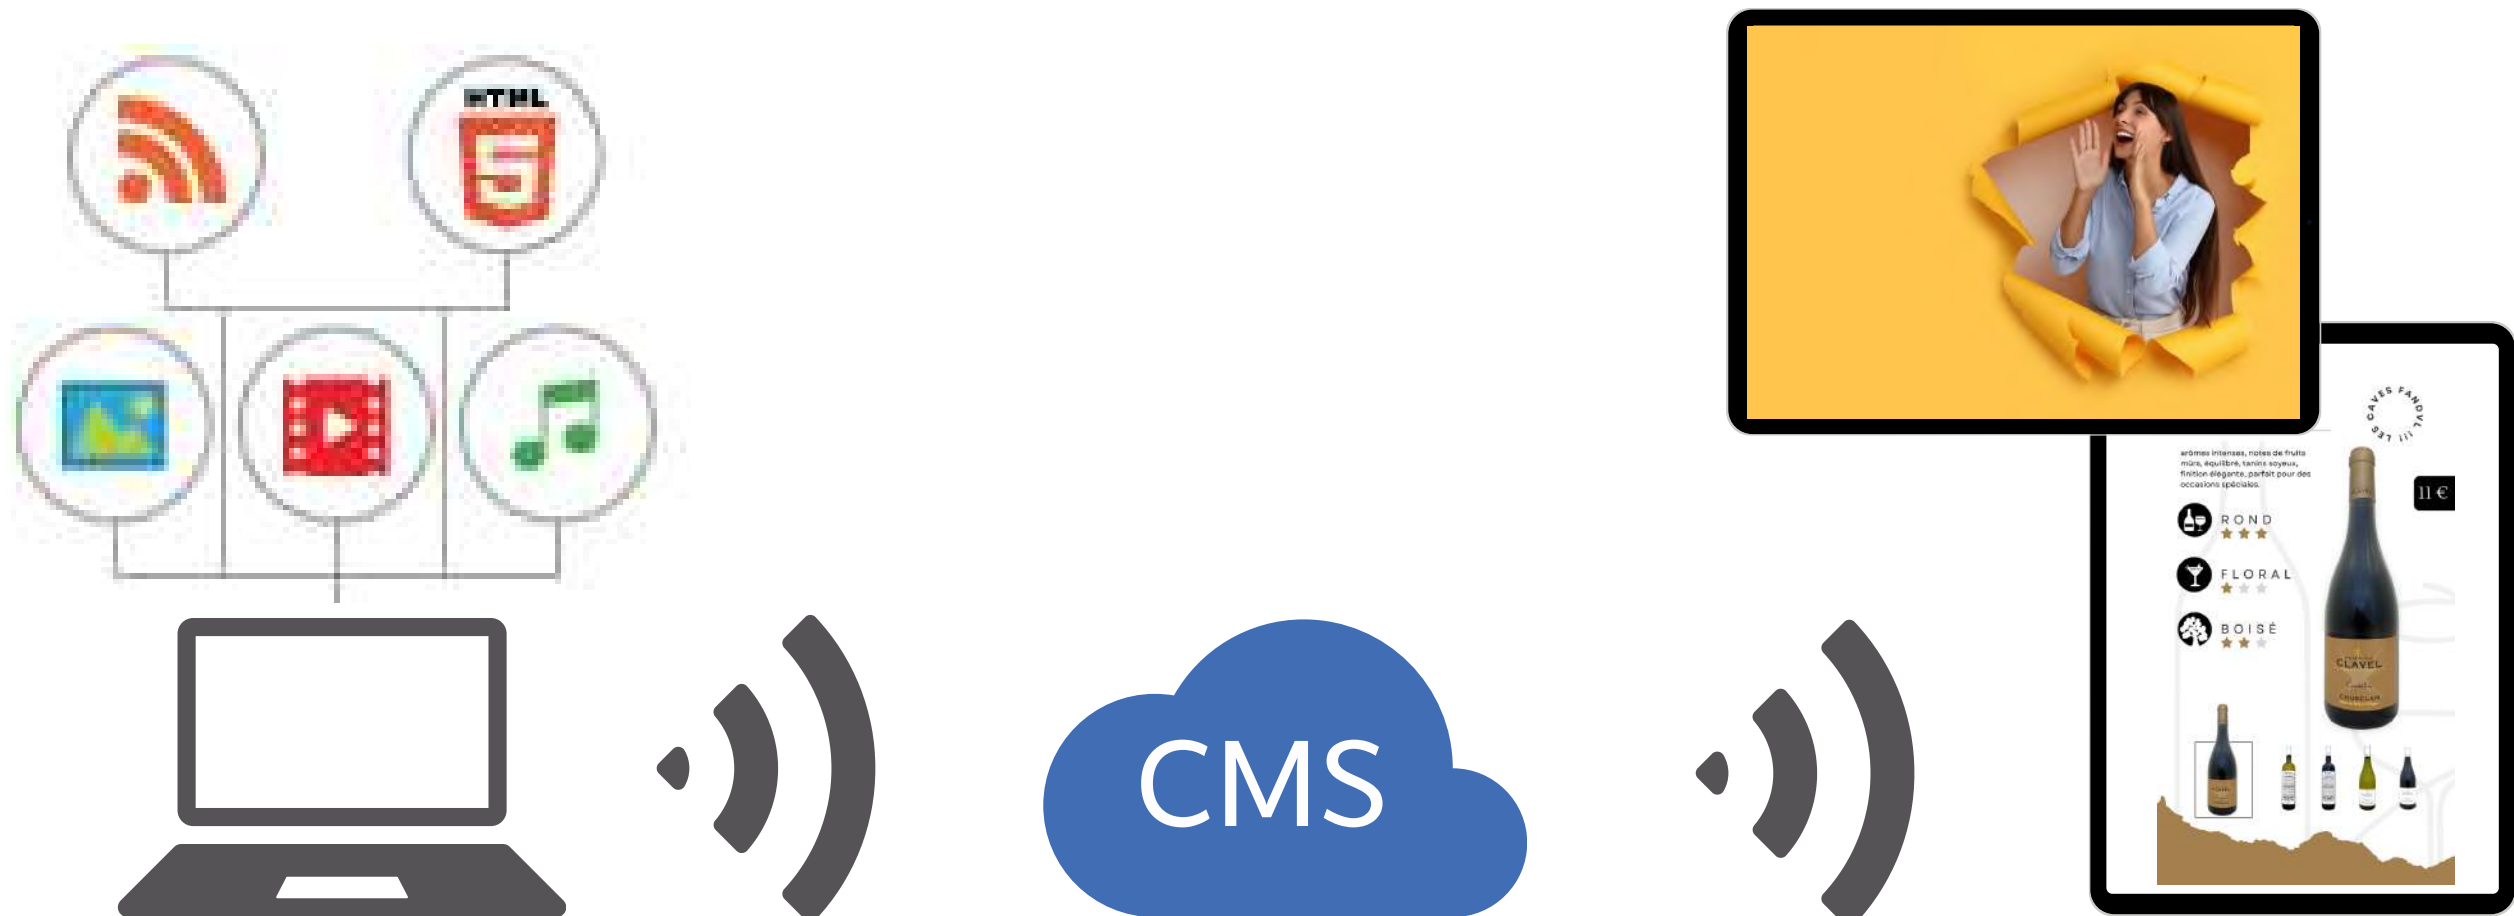 HTML
CMS
LES CAVES FANOVL !!!
arômes intenses, notes de fruits
mûrs, équilibré, tanins soyeux,
finition élégante, parfait pour des
occasions spéciales.
11 €
ROND
FLORAL
BOISÉ
CLAVEL